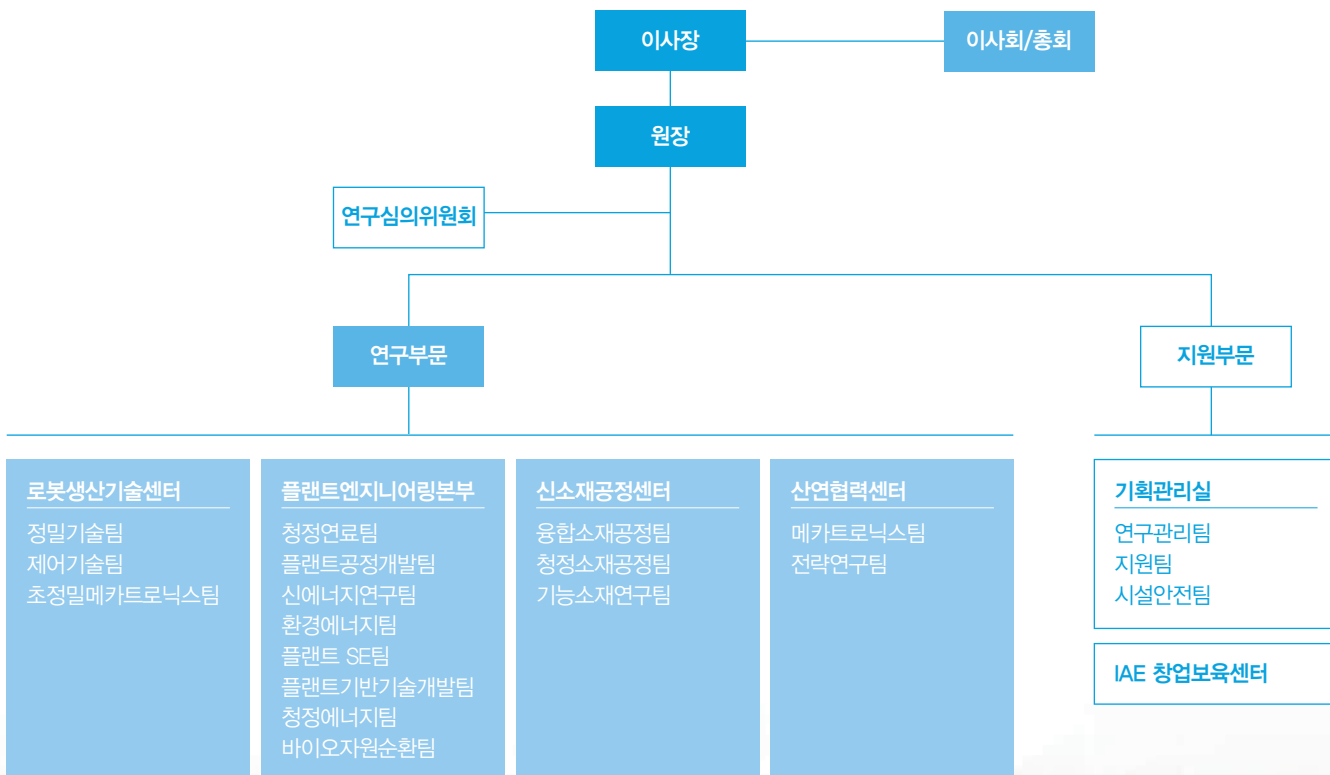 이사장
이사회/총회
원장
연구심의위원회
연구부문
지원부문
로봇생산기술센터
정밀기술팀
제어기술팀
초정밀메카트로닉스팀
플랜트엔지니어링본부
청정연료팀
플랜트공정개발팀
신에너지연구팀
환경에너지팀
플랜트 SE팀
플랜트기반기술개발팀
청정에너지팀
바이오자원순환팀
신소재공정센터
융합소재공정팀
청정소재공정팀
기능소재연구팀
산연협력센터
메카트로닉스팀
전략연구팀
기획관리실
연구관리팀
지원팀
시설안전팀
IAE 창업보육센터